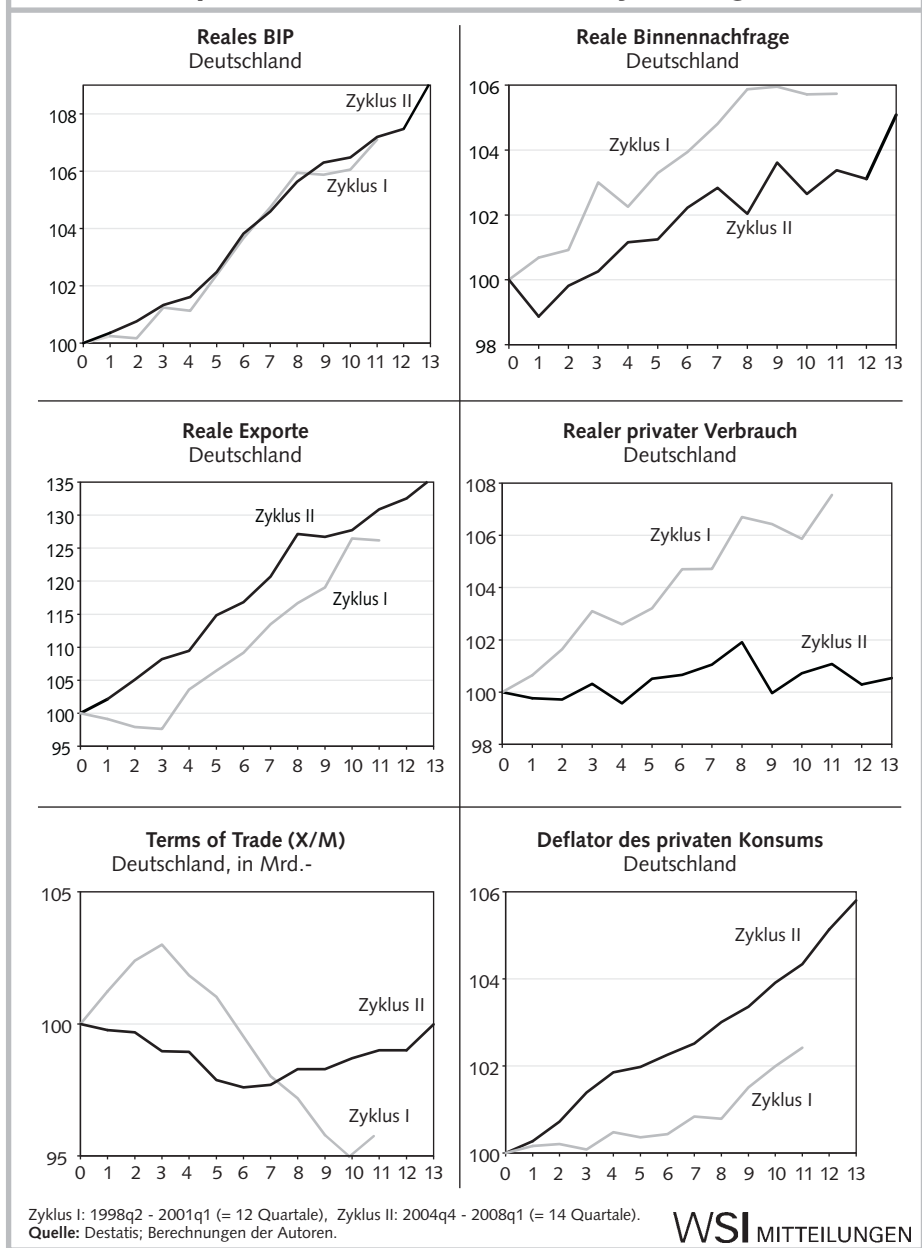 Reales BIP
Deutschland
108
106
104
102
100
Zyklus II
Zyklus I
0 1 2 3 4 5 6 7 8 9 10 11 12 13
Reale Binnennachfrage
Deutschland
106
104
102
100
98
Zyklus I
Zyklus II
0 1 2 3 4 5 6 7 8 9 10 11 12 13
Reale Exporte
Deutschland
135
130
125
120
115
110
105
100
95
Zyklus II
Zyklus I
0 1 2 3 4 5 6 7 8 9 10 11 12 13
Realer privater Verbrauch
Deutschland
108
106
104
102
100
98
Zyklus I
Zyklus II
0 1 2 3 4 5 6 7 8 9 10 11 12 13
Terms of Trade (X/M)
Deutschland, in Mrd.-
105
100
95
Zyklus II
Zyklus I
0 1 2 3 4 5 6 7 8 9 10 11 12 13
Deflator des privaten Konsums
Deutschland
106
104
102
100
Zyklus II
Zyklus I
0 1 2 3 4 5 6 7 8 9 10 11 12 13
Zyklus I: 1998q2 - 2001q1 (= 12 Quartale), Zyklus II: 2004q4 - 2008q1 (= 14 Quartale).
Quelle: Destatis; Berechnungen der Autoren.
WSI MITTEILUNGEN